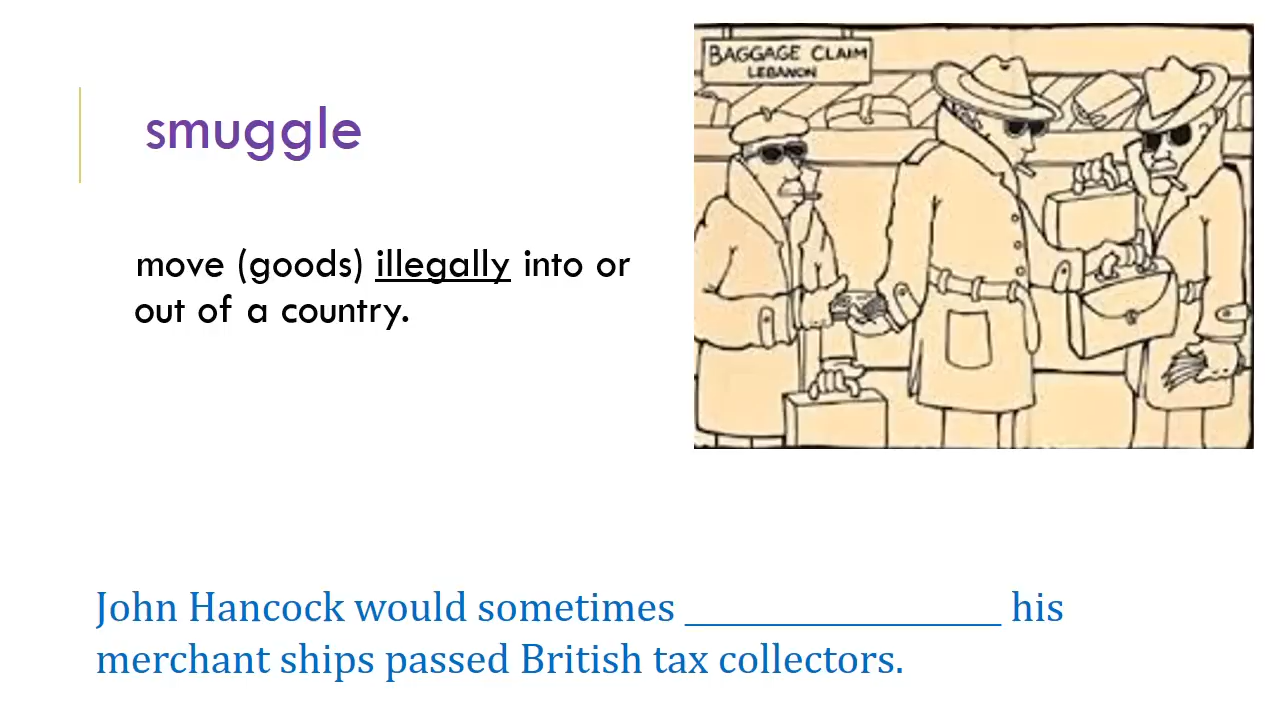 smuggle
move (goods) illegally into or
out of a country.
BAGGAGE CLAIM
LEBANON
John Hancock would sometimes _________________ his
merchant ships passed British tax collectors.